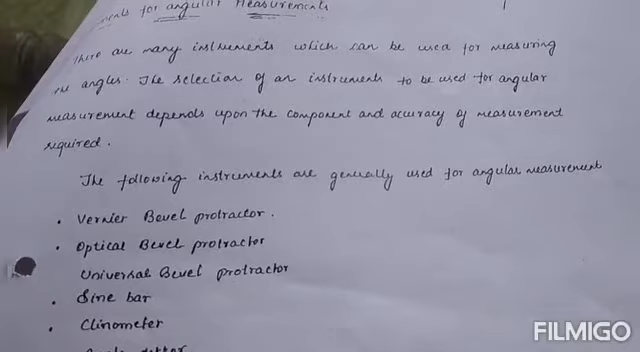 for angular Measurements
There are many instruments which can be used for measuring
the angles. The selection of an instruments to be used for angular
measurement depends upon the component and accuracy of measurement
required.
The following instruments are generally used for angular measurement
• Vernier Bevel protractor.
• Optical Bevel protractor
Universal Bevel protractor
• Sine bar
• Clinometer
FILMIGO